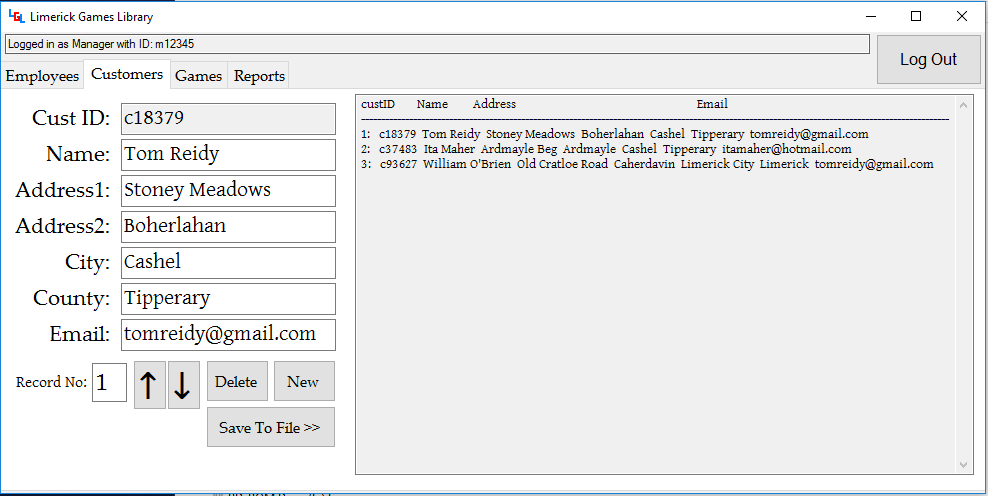 LGL Limerick Games Library
Logged in as Manager with ID: m12345
Log Out
Employees Customers Games Reports
Cust ID: c18379
Name: Tom Reidy
Address1: Stoney Meadows
Address2: Boherlahan
City: Cashel
County: Tipperary
Email: tomreidy@gmail.com
Record No: 1 ↑ ↓ Delete New
Save To File >>
custID Name Address Email
1: c18379 Tom Reidy Stoney Meadows Boherlahan Cashel Tipperary tomreidy@gmail.com
2: c37483 Ita Maher Ardmayle Beg Ardmayle Cashel Tipperary itamaher@hotmail.com
3: c93627 William O'Brien Old Cratloe Road Caherdavin Limerick City Limerick tomreidy@gmail.com